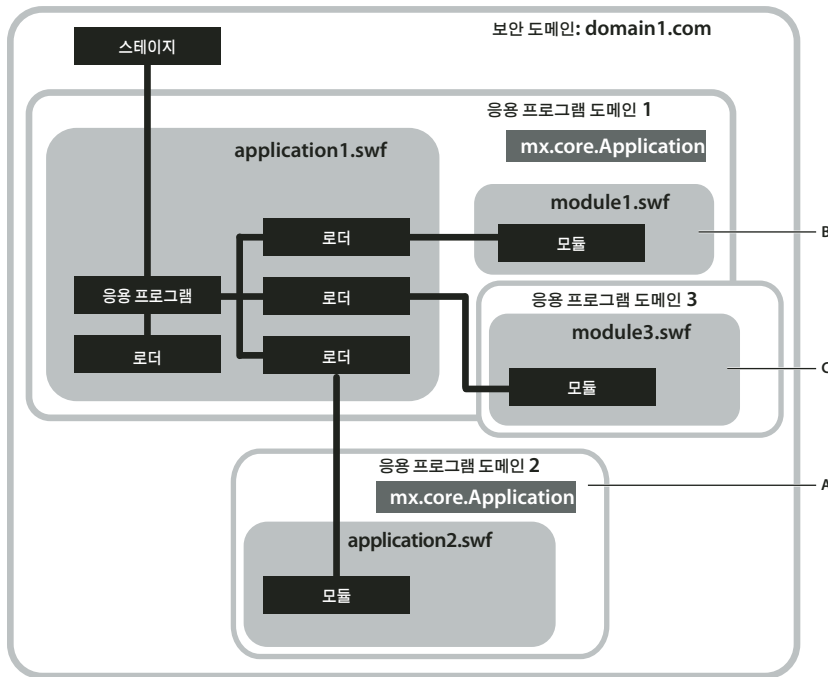 보안 도메인: domain1.com
스테이지
응용 프로그램 도메인 1
mx.core.Application
application1.swf
module1.swf
로더
모듈
B
응용 프로그램
로더
응용 프로그램 도메인 3
module3.swf
로더
로더
모듈
C
응용 프로그램 도메인 2
mx.core.Application
A
application2.swf
모듈